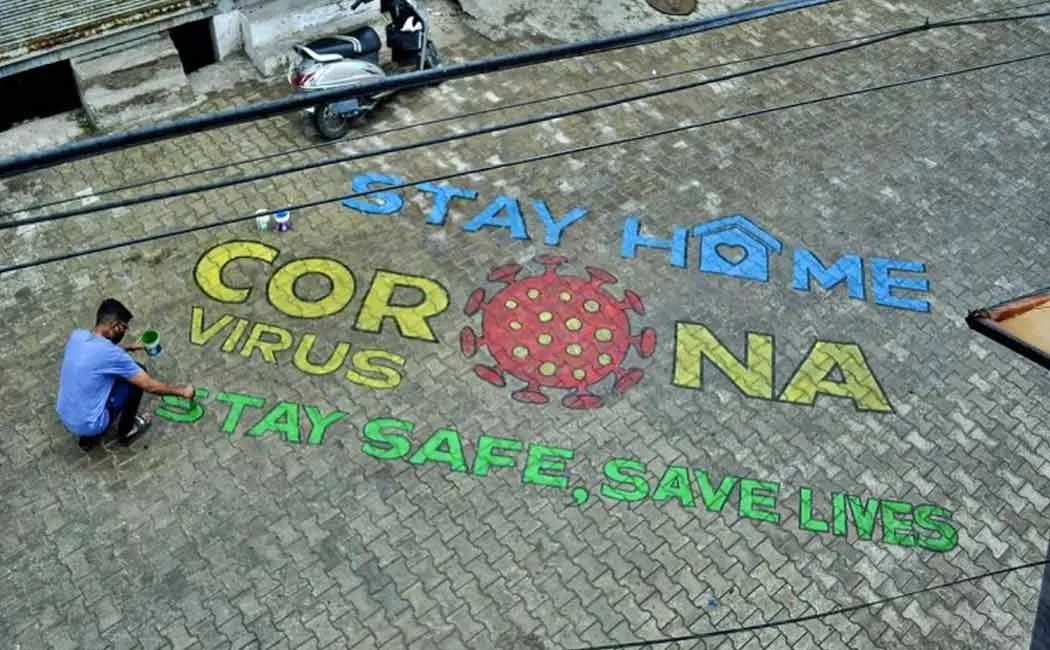 STAY HOME
CORONA
VIRUS
STAY SAFE, SAVE LIVES